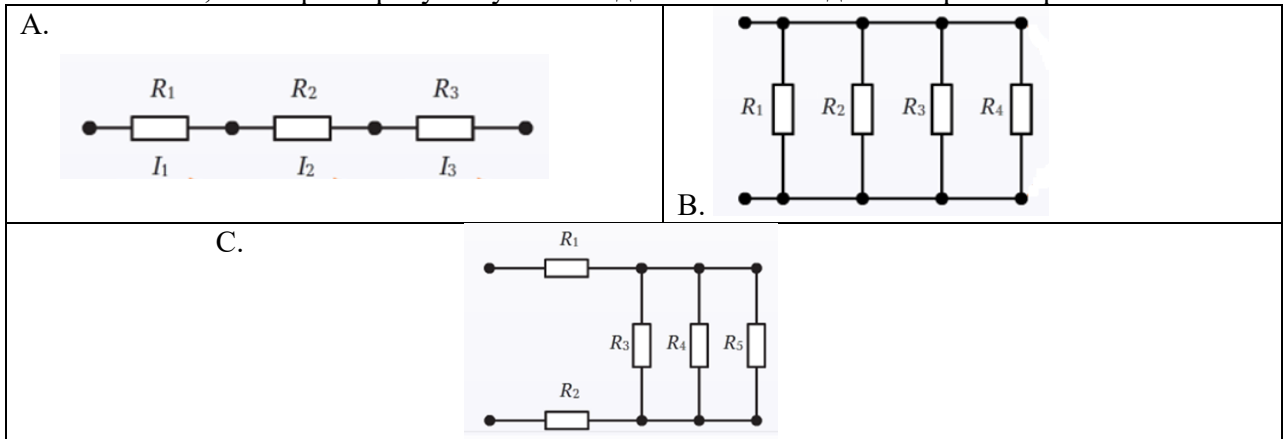 A.
R1 R2 R3
I1 I2 I3
R1 R2 R3 R4
B.
C.
R1
R3 R4 R5
R2